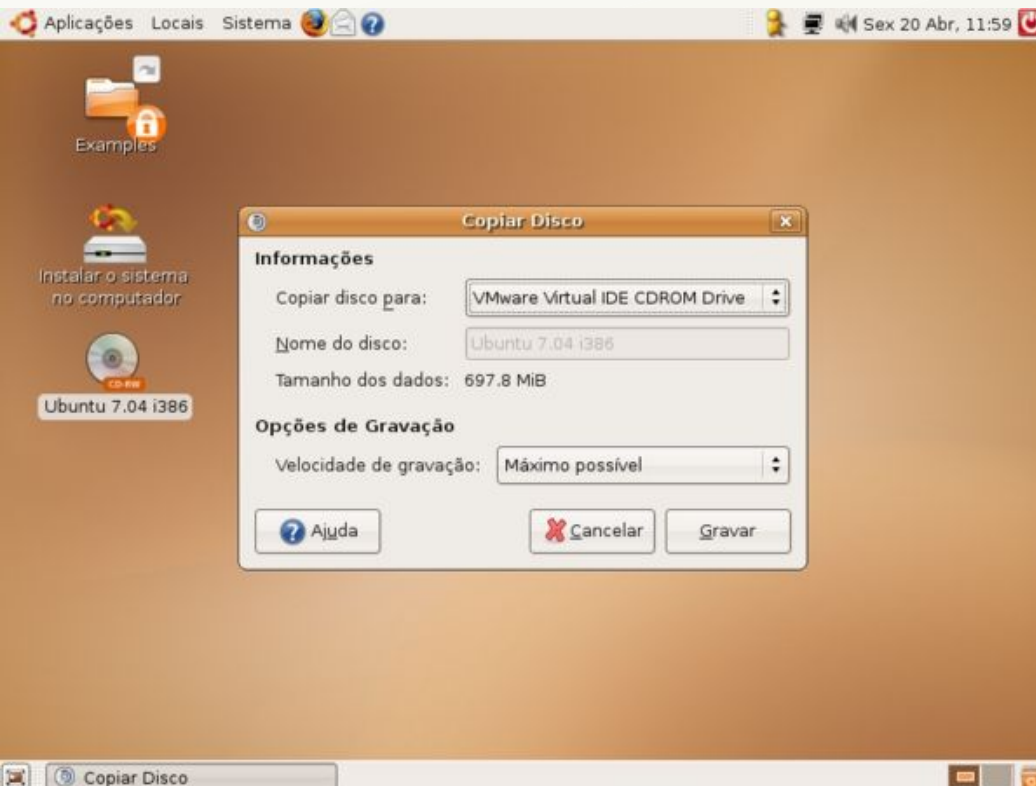 Aplicações Locais Sistema Sex 20 Abr, 11:59
Examples
Instalar o sistema
no computador
CD-RW
Ubuntu 7.04 i386
Copiar Disco
Informações
Copiar disco para: VMware Virtual IDE CDROM Drive
Nome do disco: Ubuntu 7.04 i386
Tamanho dos dados: 697.8 MiB
Opções de Gravação
Velocidade de gravação: Máximo possível
Ajuda Cancelar Gravar
Copiar Disco